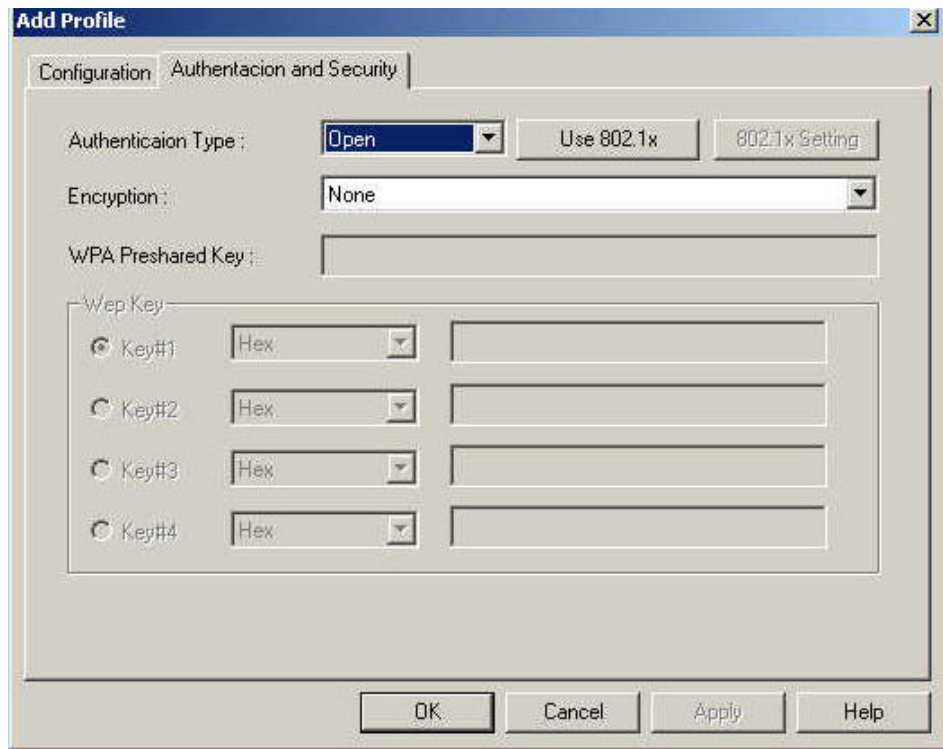 Add Profile
Configuration Authentacion and Security
Authenticaion Type : Open Use 802.1x 802.1x Setting
Encryption : None
WPA Preshared Key :
Wep Key
Key#1 Hex
Key#2 Hex
Key#3 Hex
Key#4 Hex
OK Cancel Apply Help